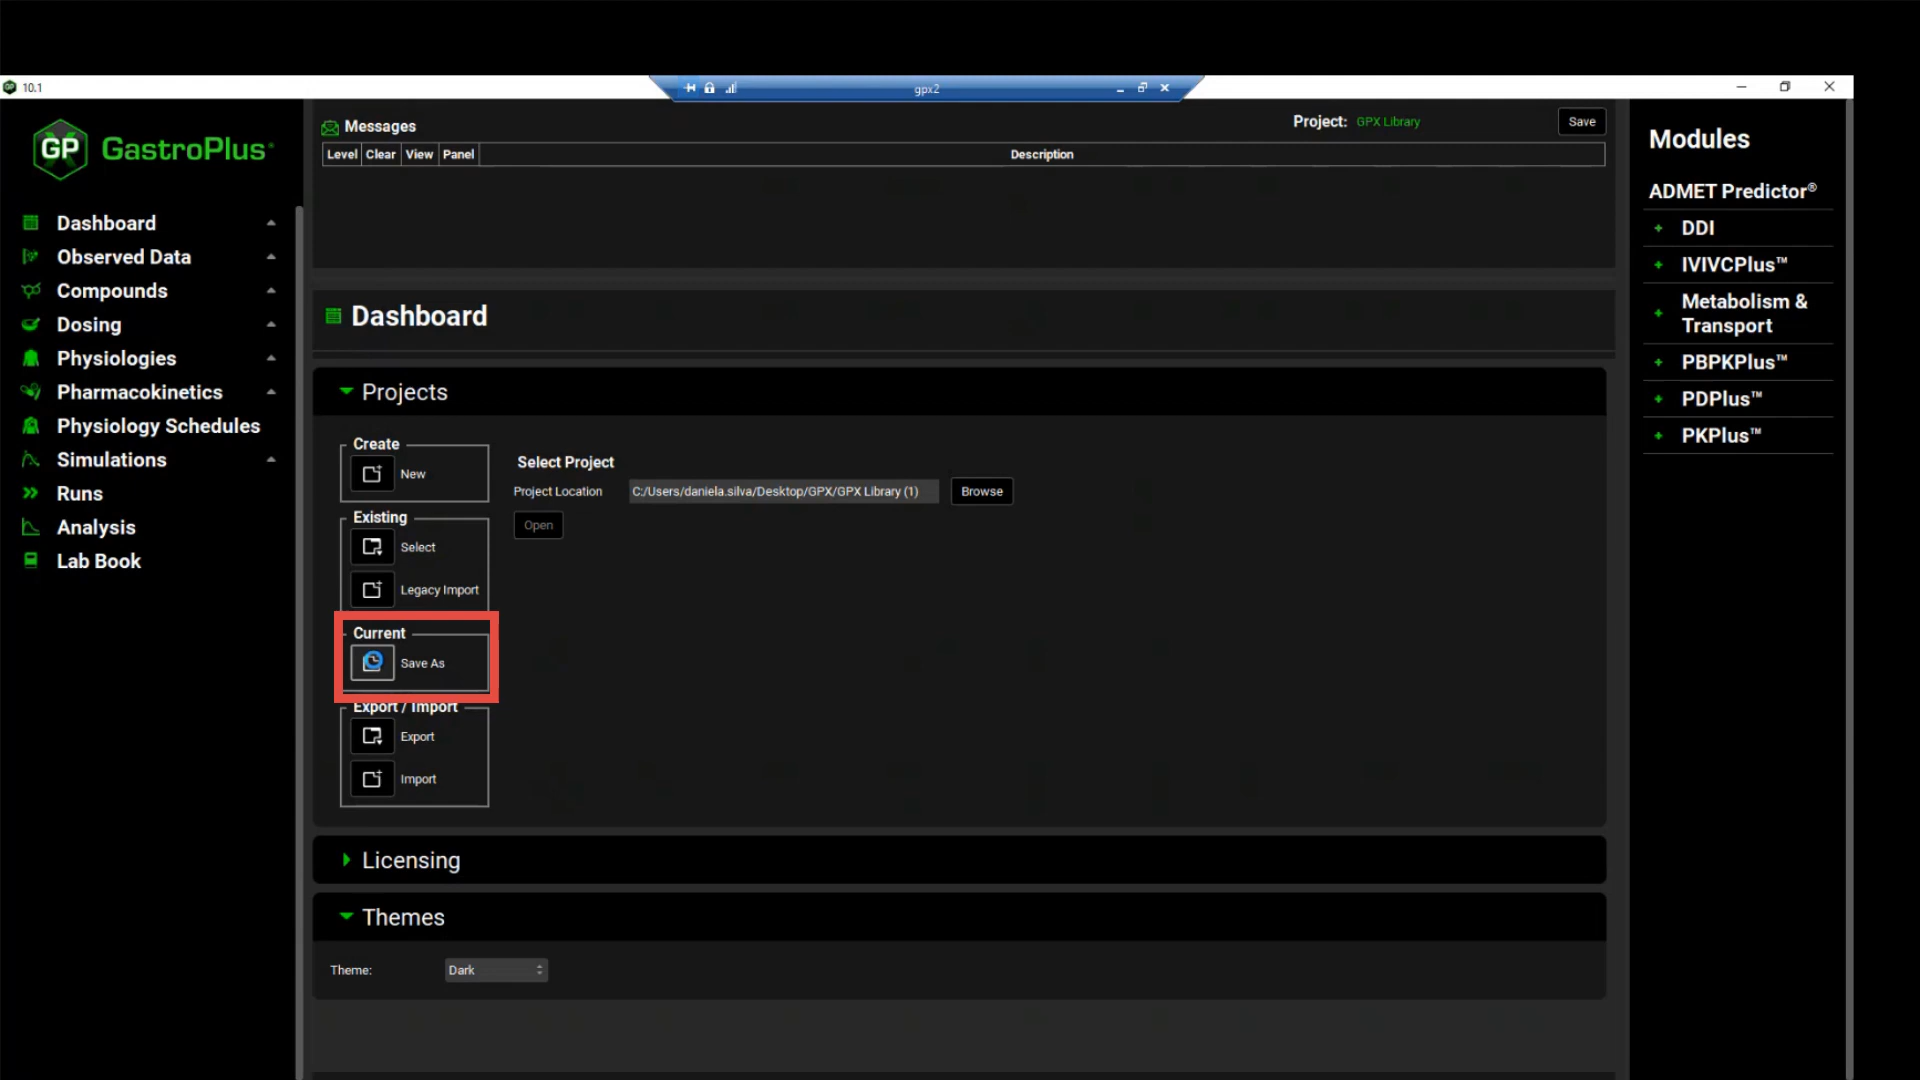 10.1
gpx2
GP GastroPlus®
Dashboard
Observed Data
Compounds
Dosing
Physiologies
Pharmacokinetics
Physiology Schedules
Simulations
Runs
Analysis
Lab Book
Messages
Project: GPX Library
Save
Level Clear View Panel Description
Dashboard
Projects
Create
New
Existing
Select
Legacy Import
Current
Save As
Export / Import
Export
Import
Select Project
Project Location C:/Users/daniela.silva/Desktop/GPX/GPX Library (1) Browse
Open
Licensing
Themes
Theme: Dark
Modules
ADMET Predictor®
+ DDI
+ IVIVCPlus™
+ Metabolism &
Transport
+ PBPKPlus™
+ PDPlus™
+ PKPlus™